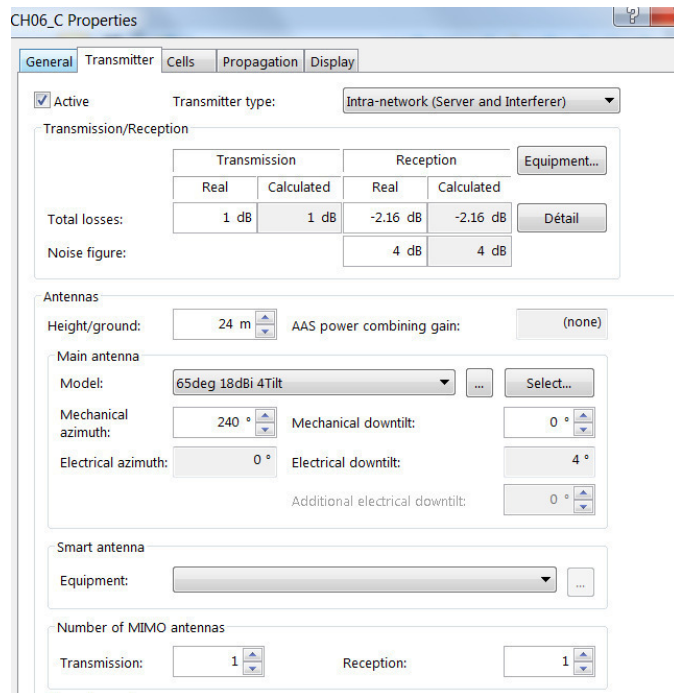 CH06_C Properties
?
General Transmitter Cells Propagation Display
Active Transmitter type: Intra-network (Server and Interferer)
Transmission/Reception
Transmission Reception Equipment...
Real Calculated Real Calculated
Total losses: 1 dB 1 dB -2.16 dB -2.16 dB Détail
Noise figure: 4 dB 4 dB
Antennas
Height/ground: 24 m AAS power combining gain: (none)
Main antenna
Model: 65deg 18dBi 4Tilt ... Select...
Mechanical azimuth: 240 ° Mechanical downtilt: 0 °
Electrical azimuth: 0 ° Electrical downtilt: 4 °
Additional electrical downtilt: 0 °
Smart antenna
Equipment: ...
Number of MIMO antennas
Transmission: 1 Reception: 1